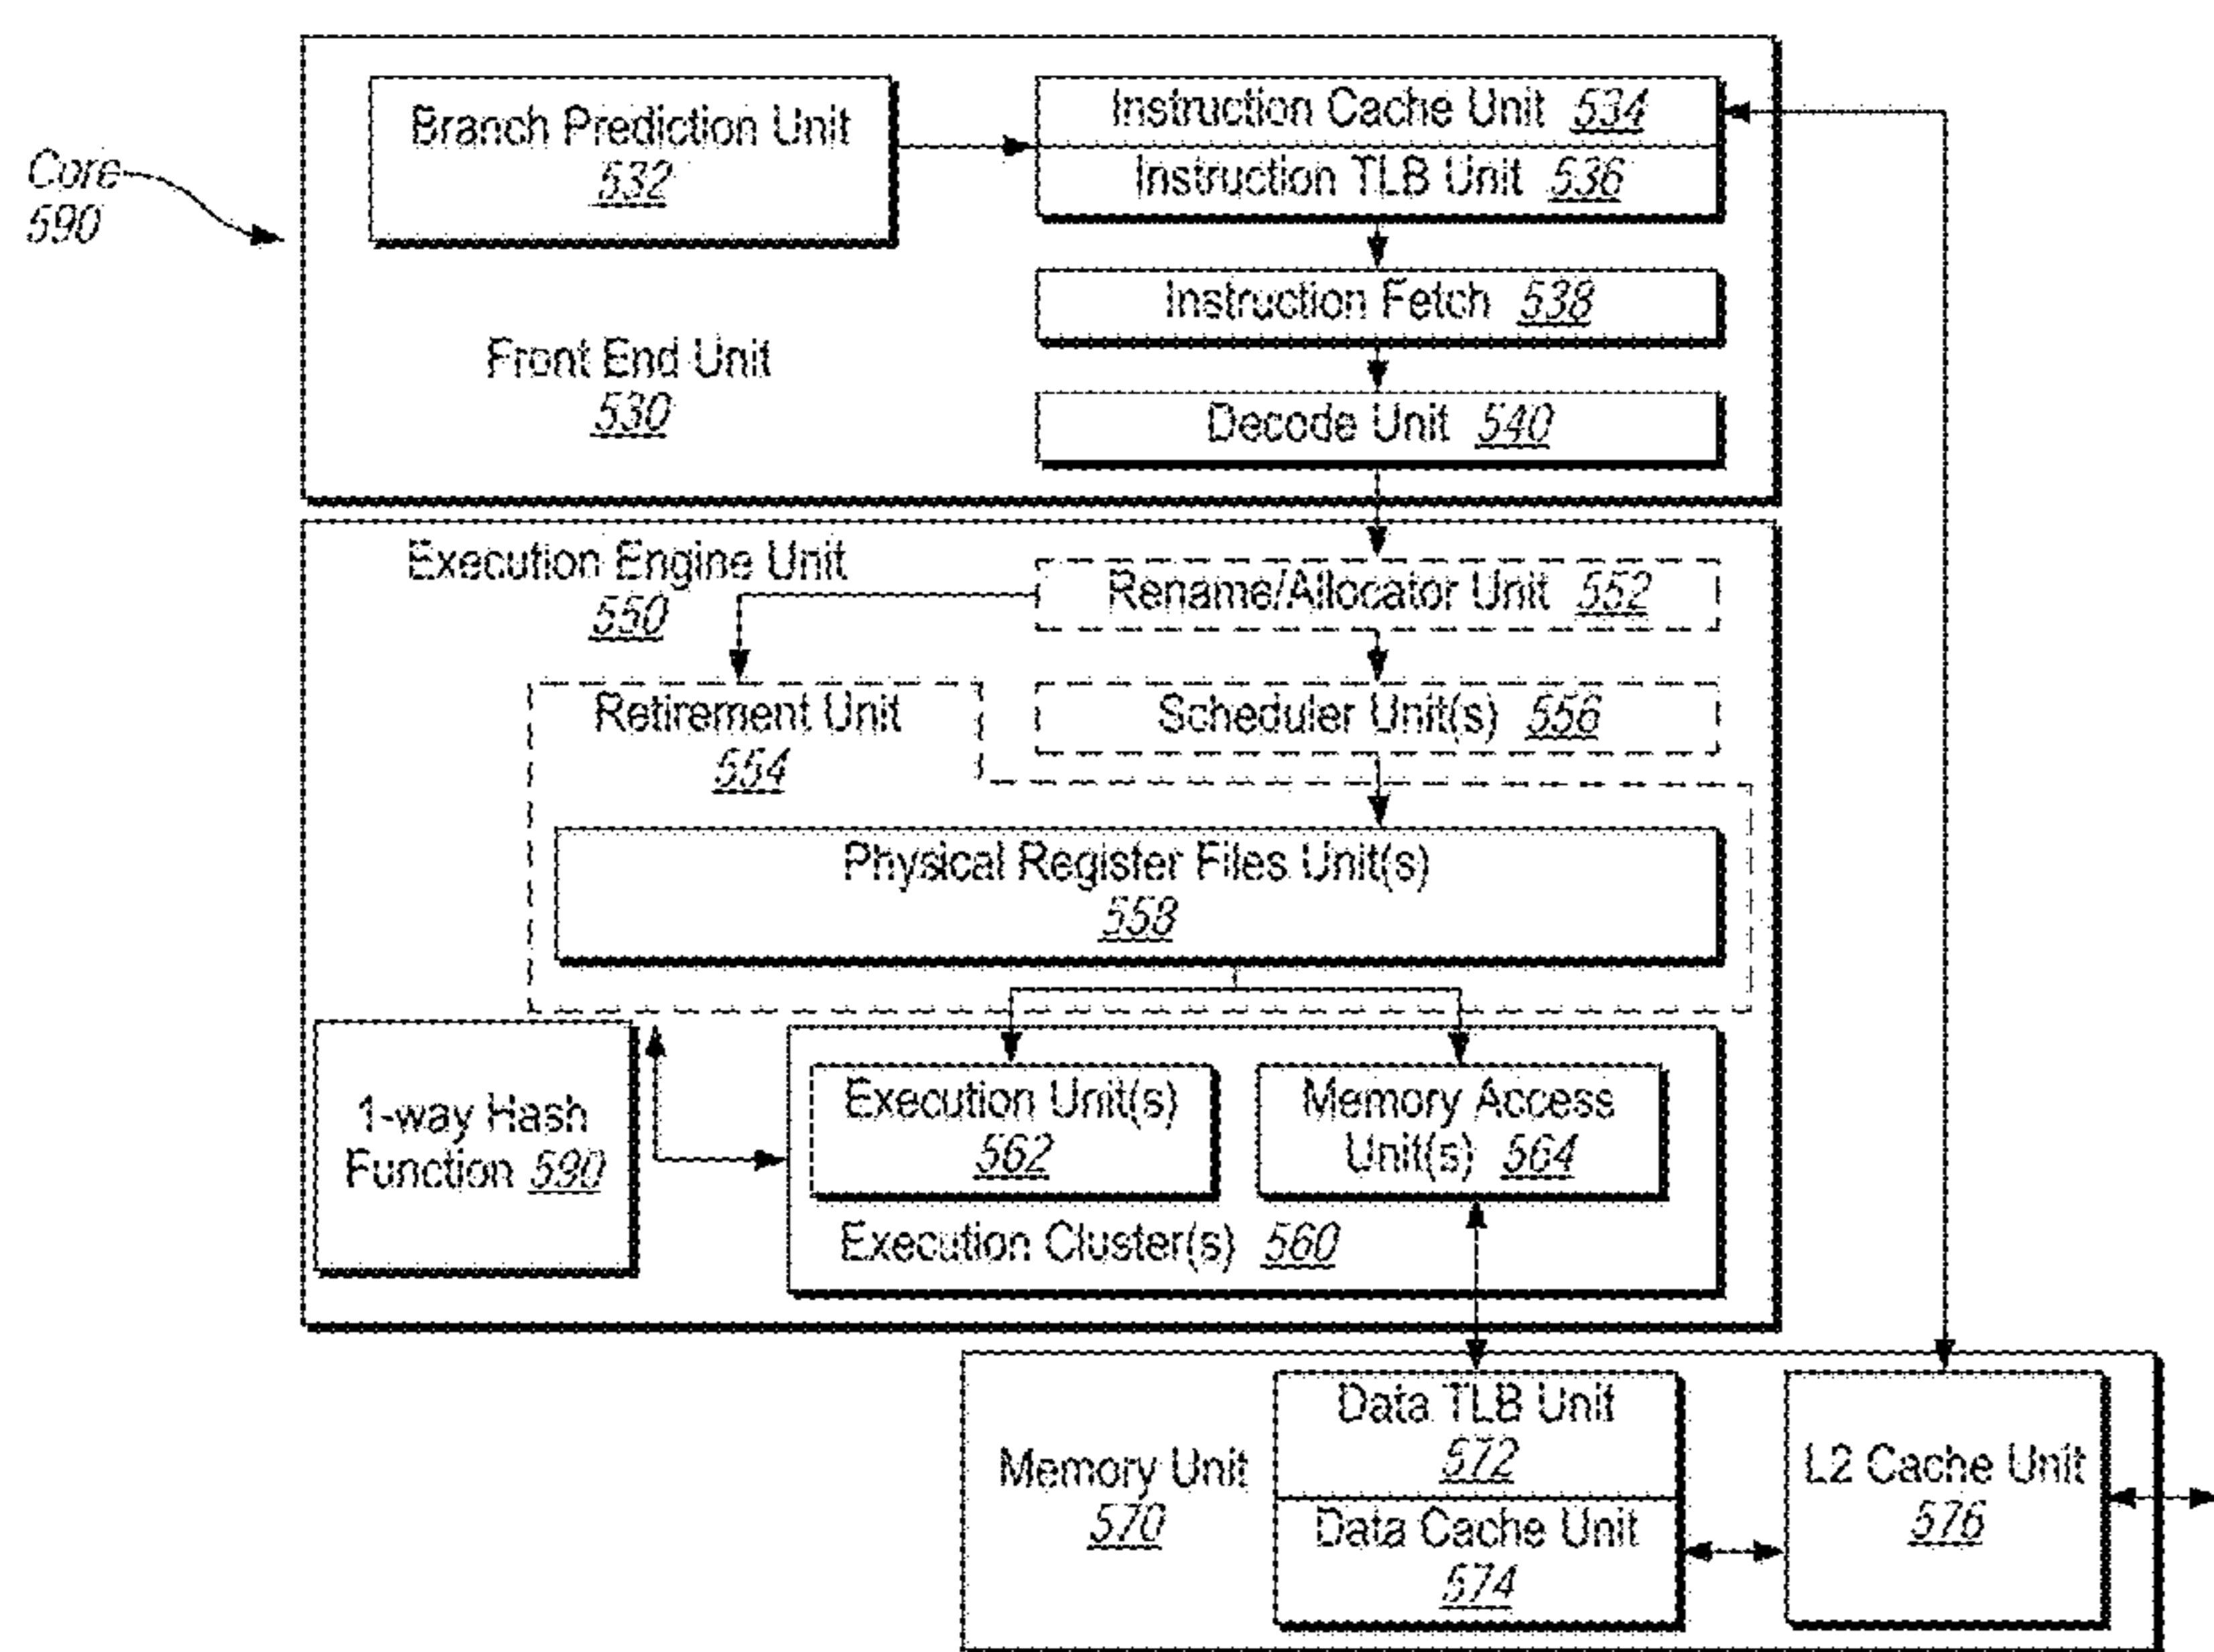 Core
590
Branch Prediction Unit
532
Instruction Cache Unit 534
Instruction TLB Unit 536
Instruction Fetch 538
Front End Unit
530
Decode Unit 540
Execution Engine Unit
550
Rename/Allocator Unit 552
Retirement Unit
554
Scheduler Unit(s) 556
Physical Register Files Unit(s)
558
1-way Hash
Function 590
Execution Unit(s)
562
Memory Access
Unit(s) 564
Execution Cluster(s) 560
Memory Unit
570
Data TLB Unit
572
Data Cache Unit
574
L2 Cache Unit
576